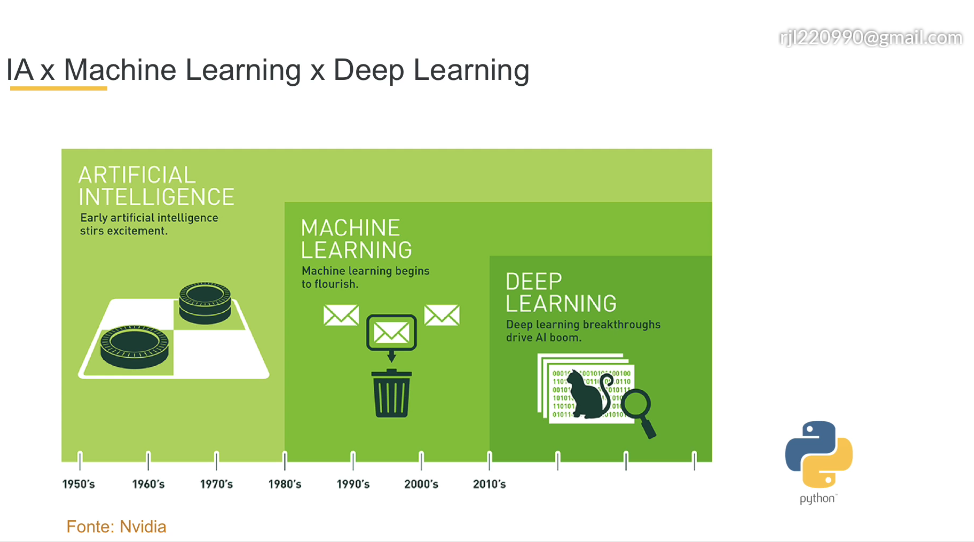 rjl220990@gmail.com
IA x Machine Learning x Deep Learning
ARTIFICIAL
INTELLIGENCE
Early artificial intelligence
stirs excitement.
MACHINE
LEARNING
Machine learning begins
to flourish.
DEEP
LEARNING
Deep learning breakthroughs
drive AI boom.
1950's 1960's 1970's 1980's 1990's 2000's 2010's
python
Fonte: Nvidia